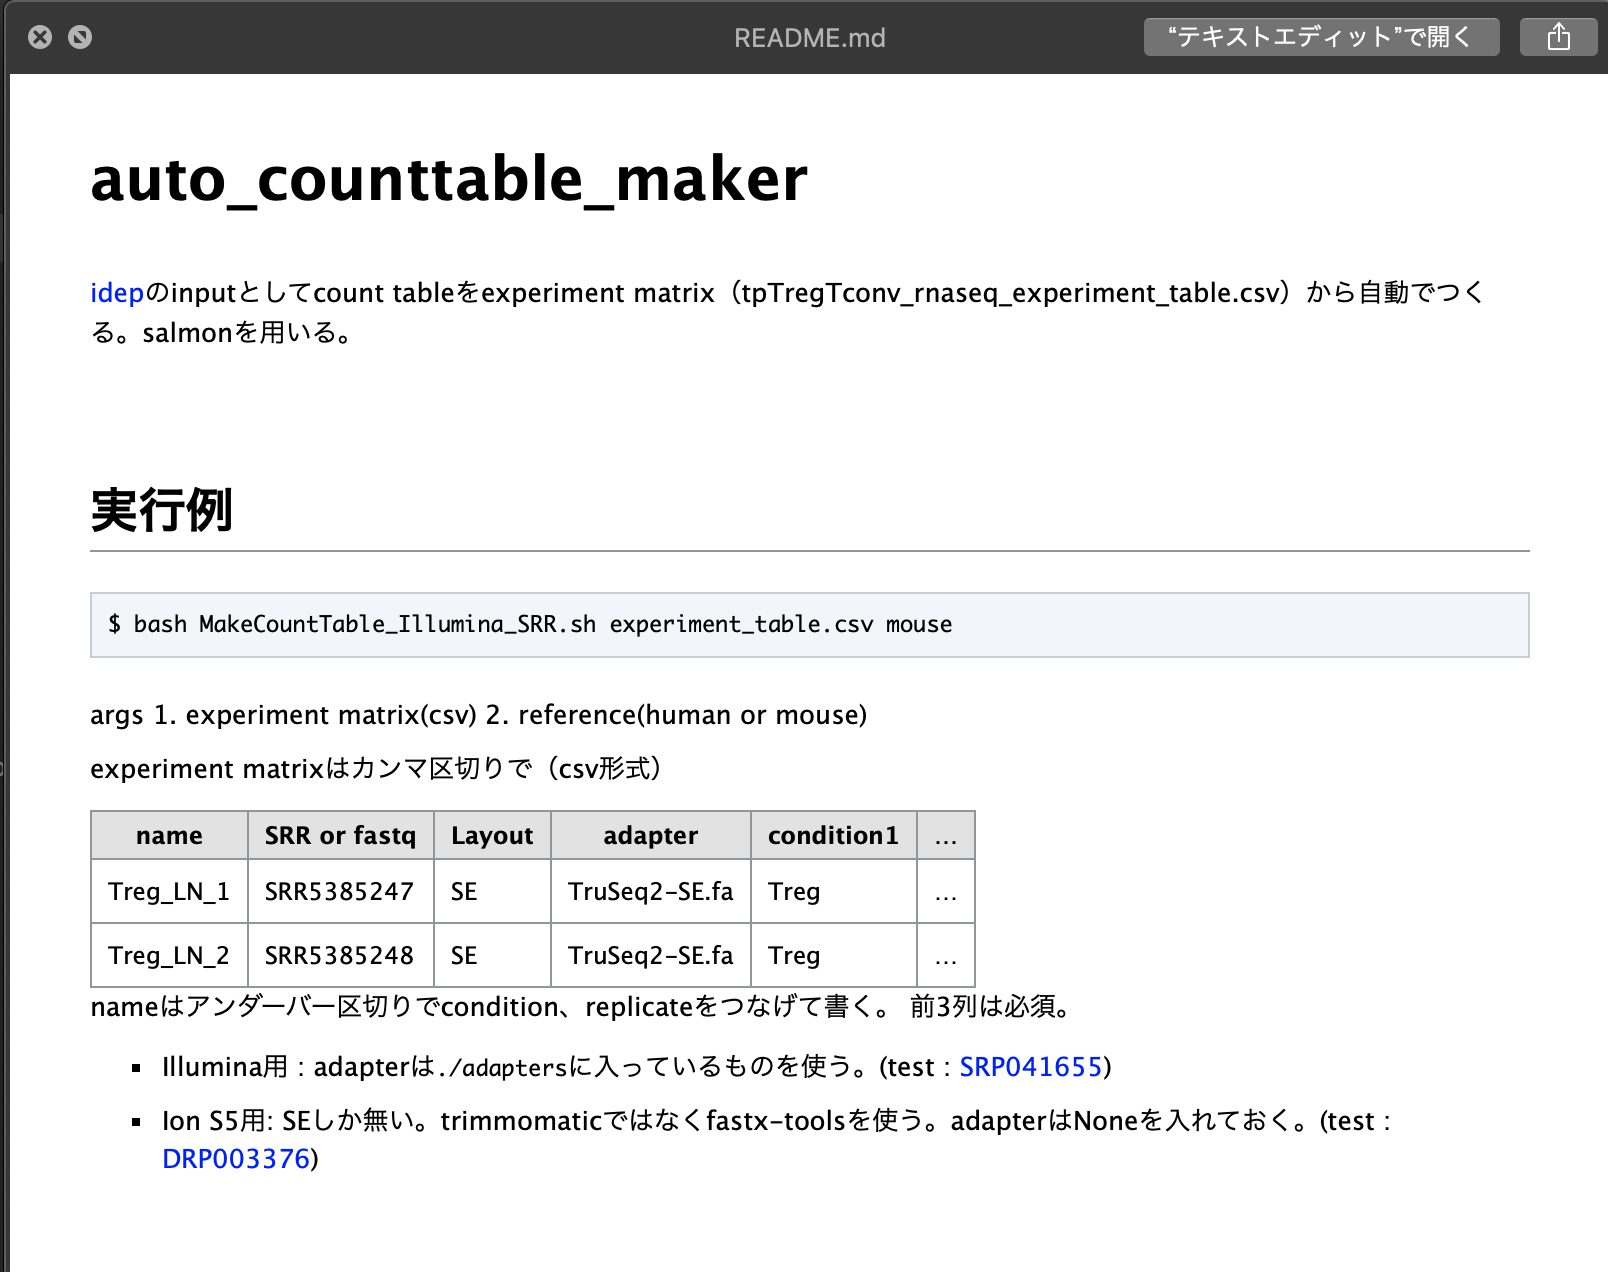 README.md
“テキストエディット”で開く
auto_counttable_maker
idepのinputとしてcount tableをexperiment matrix（tpTregTconv_rnaseq_experiment_table.csv）から自動でつく
る。salmonを用いる。
実行例
$ bash MakeCountTable_Illumina_SRR.sh experiment_table.csv mouse
args 1. experiment matrix(csv) 2. reference(human or mouse)
experiment matrixはカンマ区切りで（csv形式）
name SRR or fastq Layout adapter condition1 …
Treg_LN_1 SRR5385247 SE TruSeq2-SE.fa Treg …
Treg_LN_2 SRR5385248 SE TruSeq2-SE.fa Treg …
nameはアンダーバー区切りでcondition、replicateをつなげて書く。 前3列は必須。
▪ Illumina用 : adapterは./adaptersに入っているものを使う。(test : SRP041655)
▪ Ion S5用: SEしか無い。trimmomaticではなくfastx-toolsを使う。adapterはNoneを入れておく。(test :
DRP003376)